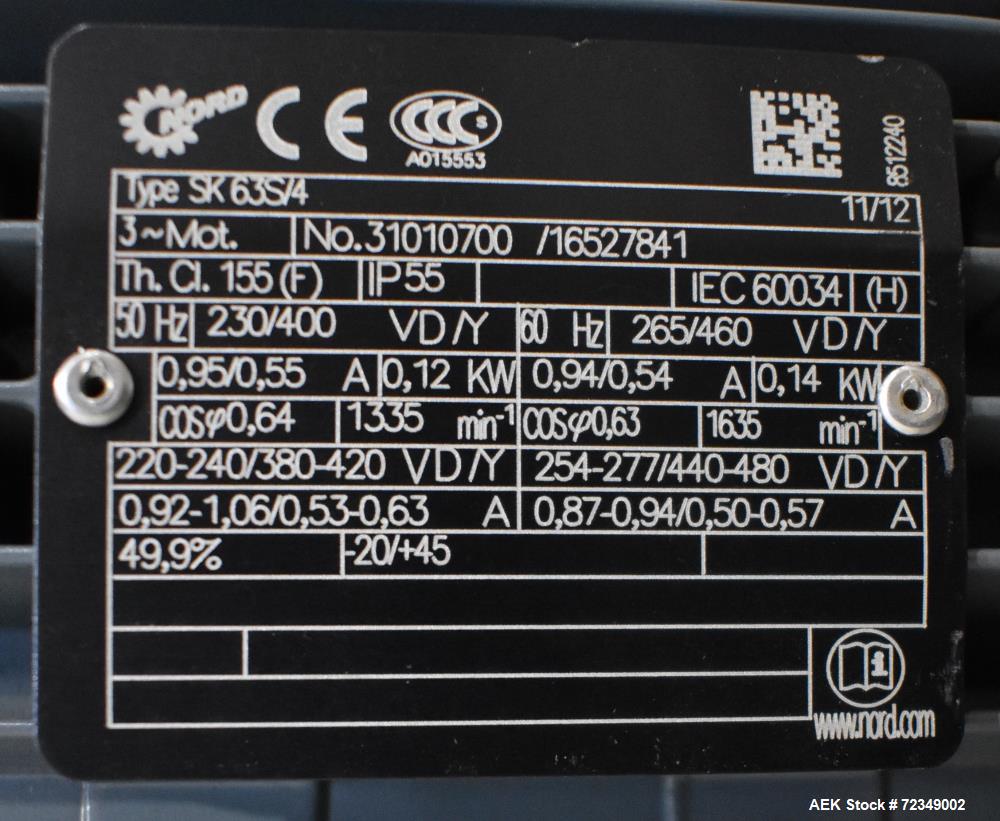 NORD CE CCC S
A015553
8512240
Type SK 63S/4 11/12
3~Mot. No.31010700 /16527841
Th. Cl. 155 (F) IP55 IEC 60034 (H)
50 Hz 230/400 V D/Y 60 Hz 265/460 V D/Y
0,95/0,55 A 0,12 KW 0,94/0,54 A 0,14 KW
COSφ0,64 1335 min⁻¹ COSφ0,63 1635 min⁻¹
220-240/380-420 V D/Y 254-277/440-480 V D/Y
0,92-1,06/0,53-0,63 A 0,87-0,94/0,50-0,57 A
49,9% -20/+45
i
www.nord.com
AEK Stock # 72349002